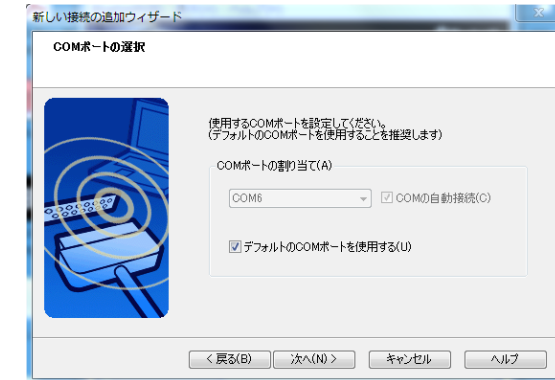 新しい接続の追加ウィザード
COMポートの選択
使用するCOMポートを設定してください。
(デフォルトのCOMポートを使用することを推奨します)
COMポートの割り当て(A)
COM6
COMの自動接続(C)
デフォルトのCOMポートを使用する(U)
< 戻る(B)
次へ(N) >
キャンセル
ヘルプ